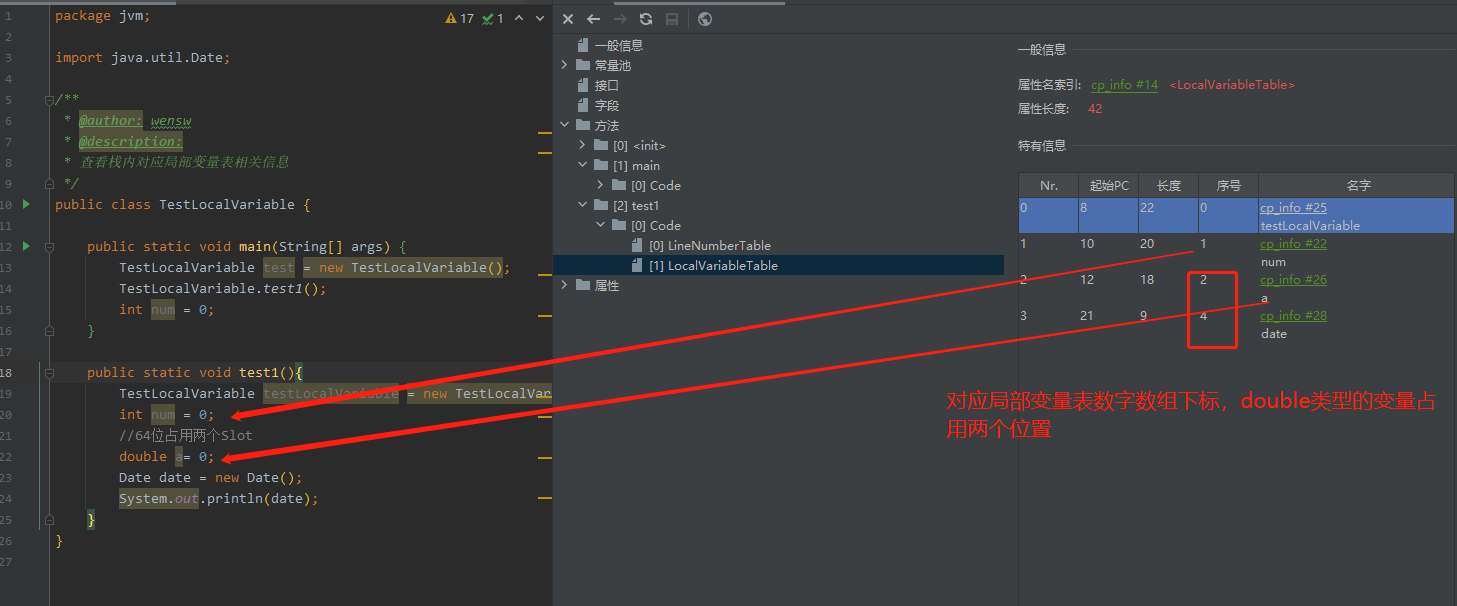 1 package jvm;
2
3 import java.util.Date;
4
5 /**
6 * @author: wensw
7 * @description:
8 * 查看栈内对应局部变量表相关信息
9 */
10 public class TestLocalVariable {
11
12 public static void main(String[] args) {
13 TestLocalVariable test = new TestLocalVariable();
14 TestLocalVariable.test1();
15 int num = 0;
16 }
17
18 public static void test1(){
19 TestLocalVariable testLocalVariable = new TestLocalVar
20 int num = 0;
21 //64位占用两个Slot
22 double a= 0;
23 Date date = new Date();
24 System.out.println(date);
25 }
26 }
27
17 1
一般信息
常量池
接口
字段
方法
[0] <init>
[1] main
[0] Code
[2] test1
[0] Code
[0] LineNumberTable
[1] LocalVariableTable
属性
一般信息
属性名索引: cp_info #14 <LocalVariableTable>
属性长度: 42
特有信息
Nr. 起始PC 长度 序号 名字
0 8 22 0 cp_info #25
testLocalVariable
1 10 20 1 cp_info #22
num
2 12 18 2 cp_info #26
a
3 21 9 4 cp_info #28
date
对应局部变量表数字数组下标，double类型的变量占
用两个位置